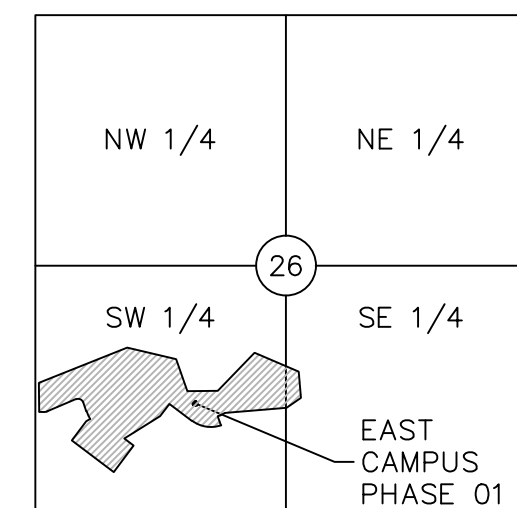 NW 1/4
NE 1/4
26
SW 1/4
SE 1/4
EAST
CAMPUS
PHASE 01